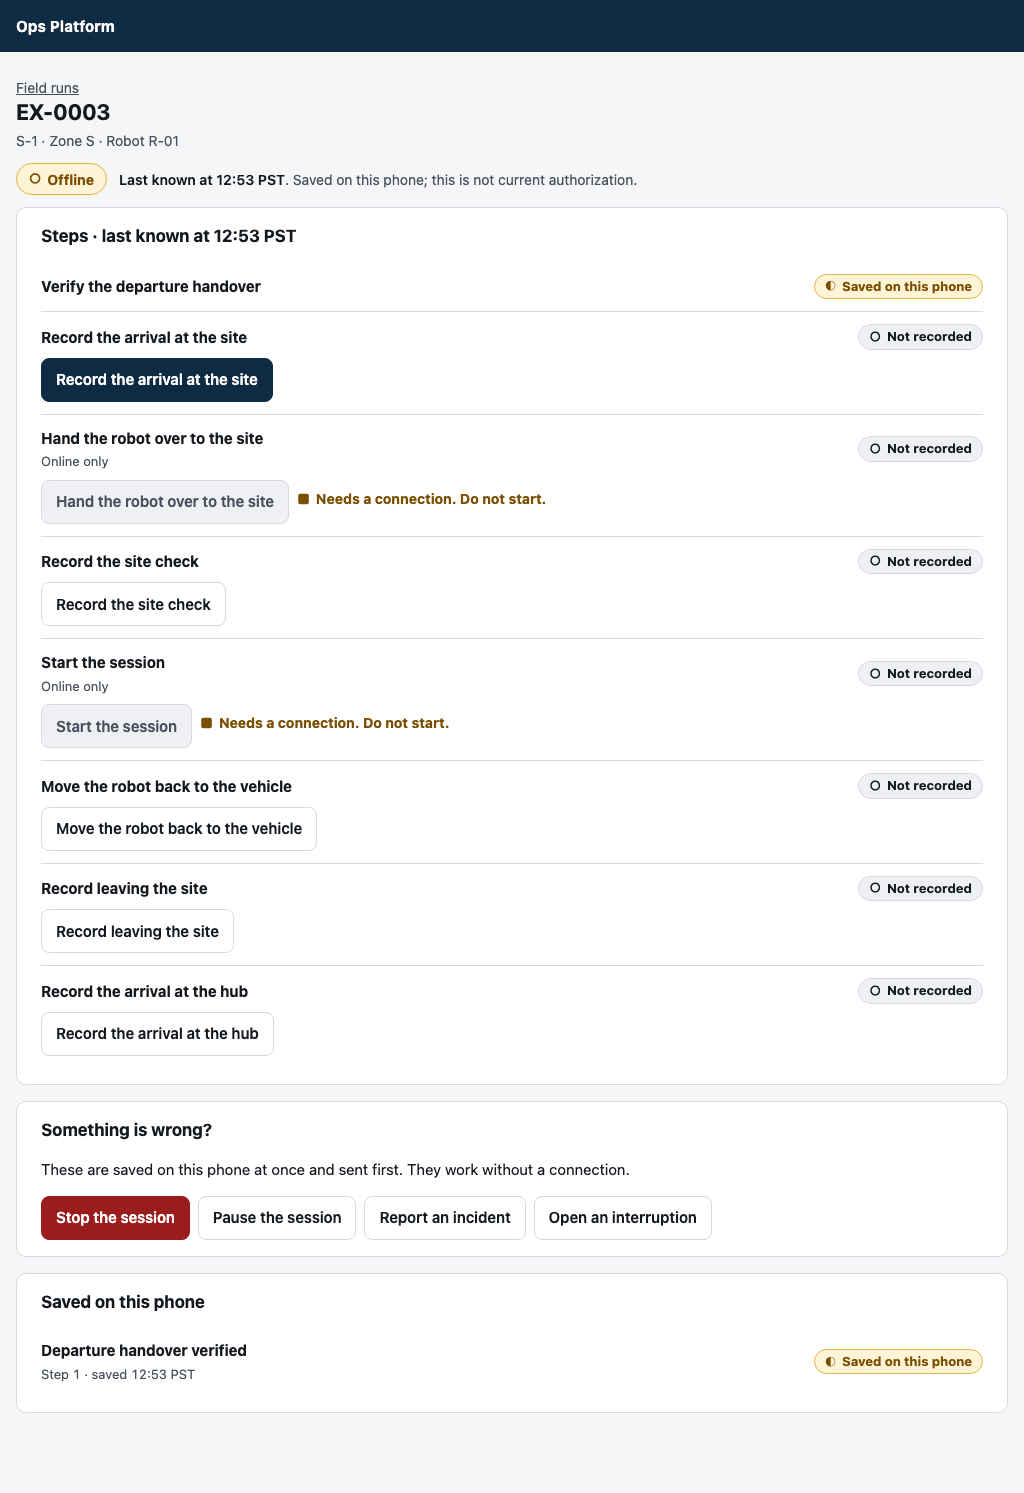 Ops Platform
Field runs
EX-0003
S-1 · Zone S · Robot R-01
Offline
Last known at 12:53 PST. Saved on this phone; this is not current authorization.
Steps · last known at 12:53 PST
Verify the departure handover
Saved on this phone
Record the arrival at the site
Not recorded
Record the arrival at the site
Hand the robot over to the site
Not recorded
Online only
Hand the robot over to the site
Needs a connection. Do not start.
Record the site check
Not recorded
Record the site check
Start the session
Not recorded
Online only
Start the session
Needs a connection. Do not start.
Move the robot back to the vehicle
Not recorded
Move the robot back to the vehicle
Record leaving the site
Not recorded
Record leaving the site
Record the arrival at the hub
Not recorded
Record the arrival at the hub
Something is wrong?
These are saved on this phone at once and sent first. They work without a connection.
Stop the session
Pause the session
Report an incident
Open an interruption
Saved on this phone
Departure handover verified
Step 1 · saved 12:53 PST
Saved on this phone